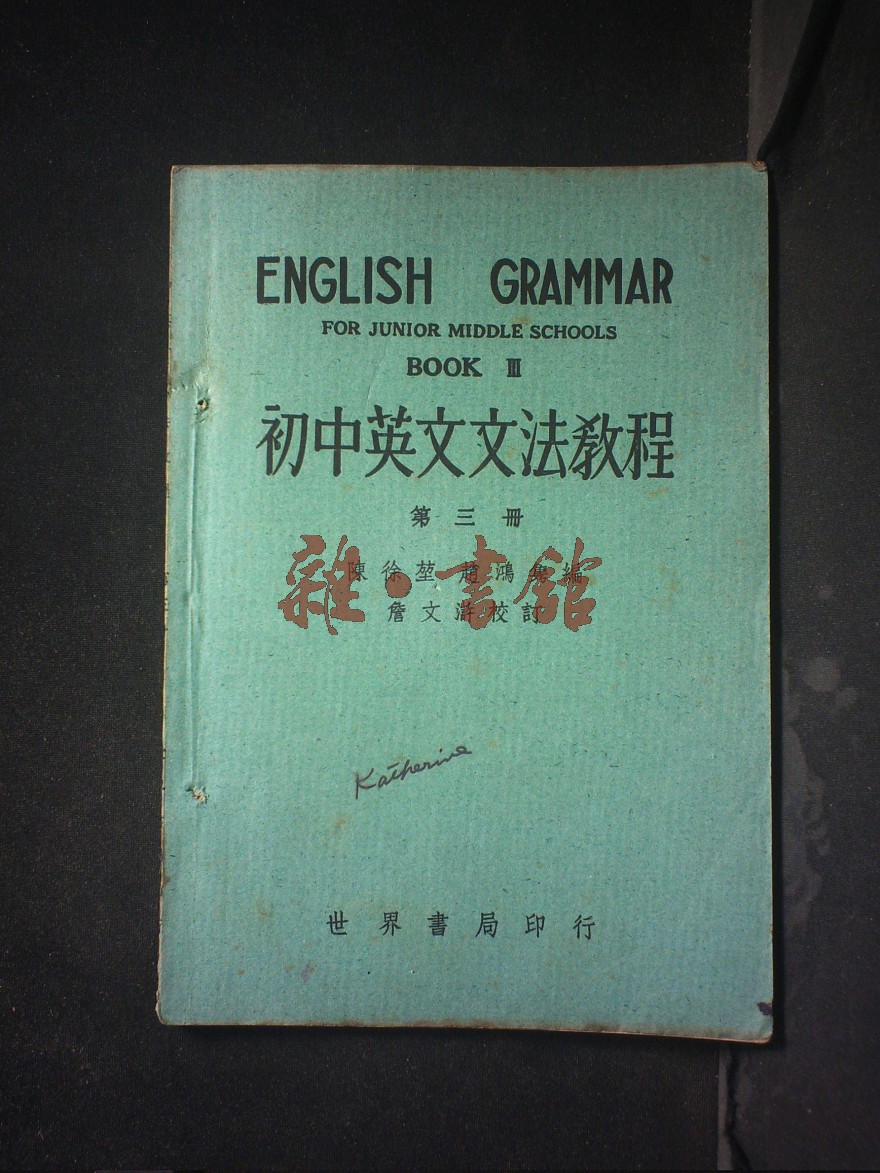 ENGLISH GRAMMAR
FOR JUNIOR MIDDLE SCHOOLS
BOOK III
初中英文文法教程
第三冊
陳徐堃 趙鴻雋編
詹文滸校訂
雜·書館
Katherine
世界書局印行